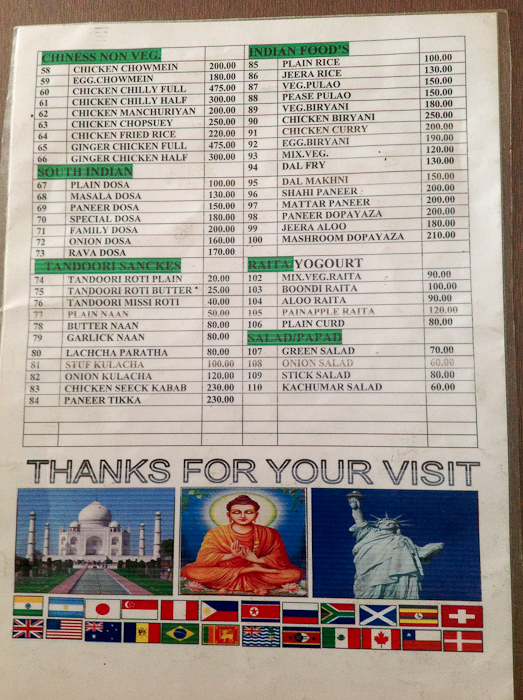 CHINESS NON VEG.
58 CHICKEN CHOWMEIN 200.00
59 EGG.CHOWMEIN 180.00
60 CHICKEN CHILLY FULL 475.00
61 CHICKEN CHILLY HALF 300.00
62 CHICKEN MANCHURIYAN 200.00
63 CHICKEN CHOPSUEY 250.00
64 CHICKEN FRIED RICE 220.00
65 GINGER CHICKEN FULL 475.00
66 GINGER CHICKEN HALF 300.00
SOUTH INDIAN
67 PLAIN DOSA 100.00
68 MASALA DOSA 130.00
69 PANEER DOSA 150.00
70 SPECIAL DOSA 180.00
71 FAMILY DOSA 200.00
72 ONION DOSA 160.00
73 RAVA DOSA 170.00
TANDOORI SANCKES
74 TANDOORI ROTI PLAIN 20.00
75 TANDOORI ROTI BUTTER 25.00
76 TANDOORI MISSI ROTI 40.00
77 PLAIN NAAN 50.00
78 BUTTER NAAN 80.00
79 GARLICK NAAN 80.00
80 LACHCHA PARATHA 80.00
81 STUF KULACHA 100.00
82 ONION KULACHA 120.00
83 CHICKEN SEECK KABAB 230.00
84 PANEER TIKKA 230.00
INDIAN FOOD'S
85 PLAIN RICE 100.00
86 JEERA RICE 130.00
87 VEG.PULAO 150.00
88 PEASE PULAO 150.00
89 VEG.BIRYANI 180.00
90 CHICKEN BIRYANI 250.00
91 CHICKEN CURRY 200.00
92 EGG.BIRYANI 190.00
93 MIX.VEG. 120.00
94 DAL FRY 130.00
95 DAL MAKHNI 150.00
96 SHAHI PANEER 200.00
97 MATTAR PANEER 200.00
98 PANEER DOPAYAZA 200.00
99 JEERA ALOO 180.00
100 MASHROOM DOPAYAZA 210.00
RAITA/YOGOURT
102 MIX.VEG.RAITA 90.00
103 BOONDI RAITA 100.00
104 ALOO RAITA 90.00
105 PAINAPPLE RAITA 120.00
106 PLAIN CURD 80.00
SALAD/PAPAD
107 GREEN SALAD 70.00
108 ONION SALAD 60.00
109 STICK SALAD 80.00
110 KACHUMAR SALAD 60.00
THANKS FOR YOUR VISIT